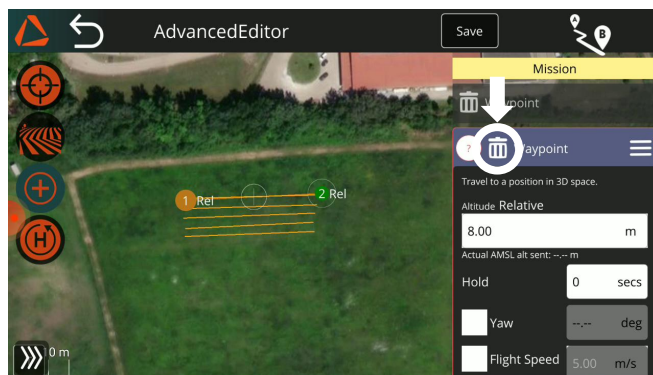 AdvancedEditor
Save
A
B
Mission
Waypoint
? Waypoint
Travel to a position in 3D space.
Altitude Relative
8.00 m
Actual AMSL alt sent: --.-- m
Hold 0 secs
Yaw --.-- deg
Flight Speed 5.00 m/s
1 Rel
2 Rel
H
0 m